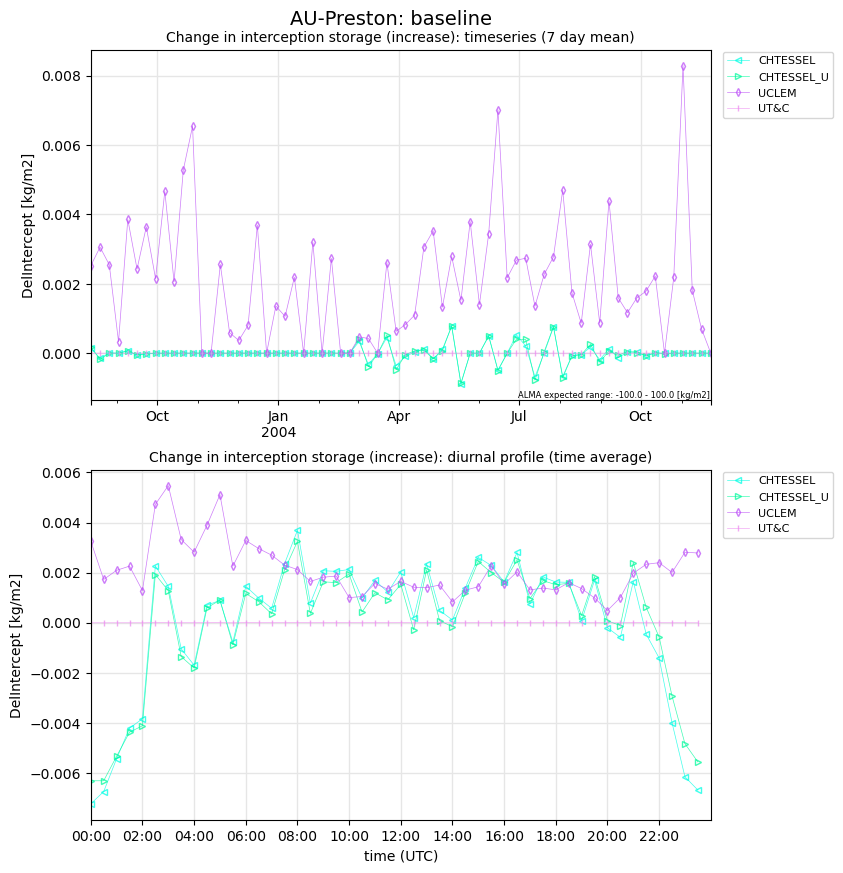 AU-Preston: baseline
Change in interception storage (increase): timeseries (7 day mean)
DelIntercept [kg/m2]
0.008
0.006
0.004
0.002
0.000
Oct
Jan
2004
Apr
Jul
Oct
ALMA expected range: -100.0 - 100.0 [kg/m2]
CHTESSEL
CHTESSEL_U
UCLEM
UT&C
Change in interception storage (increase): diurnal profile (time average)
DelIntercept [kg/m2]
0.006
0.004
0.002
0.000
−0.002
−0.004
−0.006
00:00
02:00
04:00
06:00
08:00
10:00
12:00
14:00
16:00
18:00
20:00
22:00
time (UTC)
CHTESSEL
CHTESSEL_U
UCLEM
UT&C